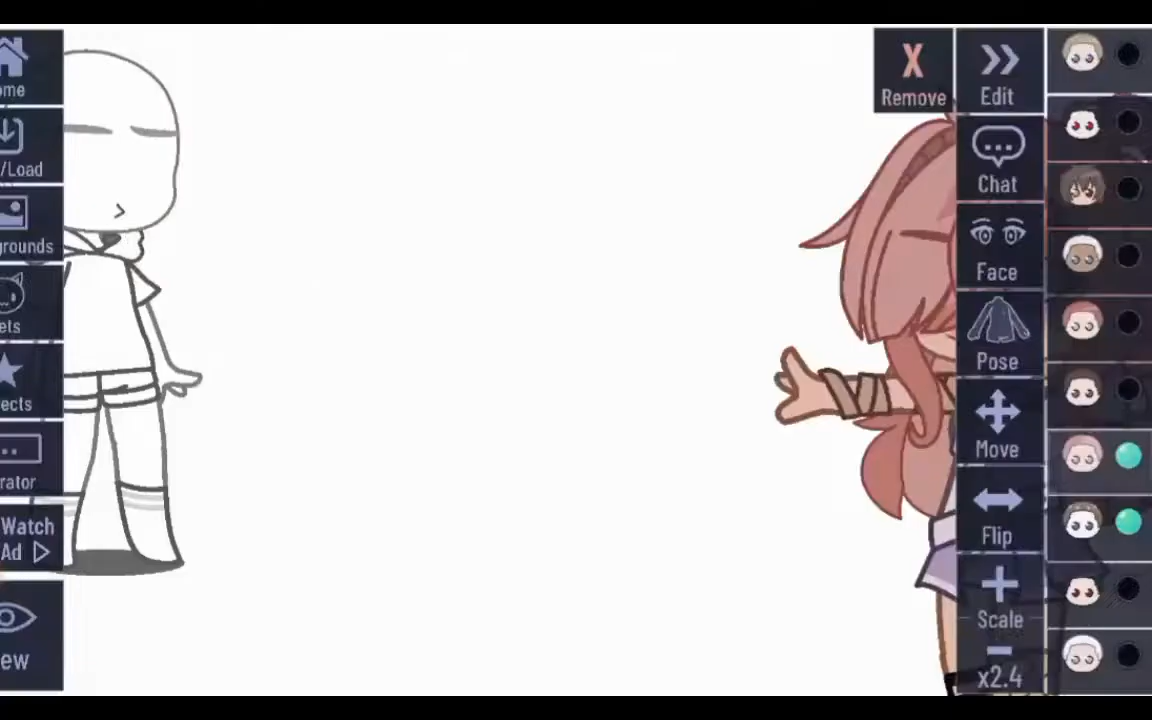 ome
/Load
grounds
ets
ects
rator
Watch
Ad
ew
X
Remove
Edit
Chat
Face
Pose
Move
Flip
Scale
x2.4